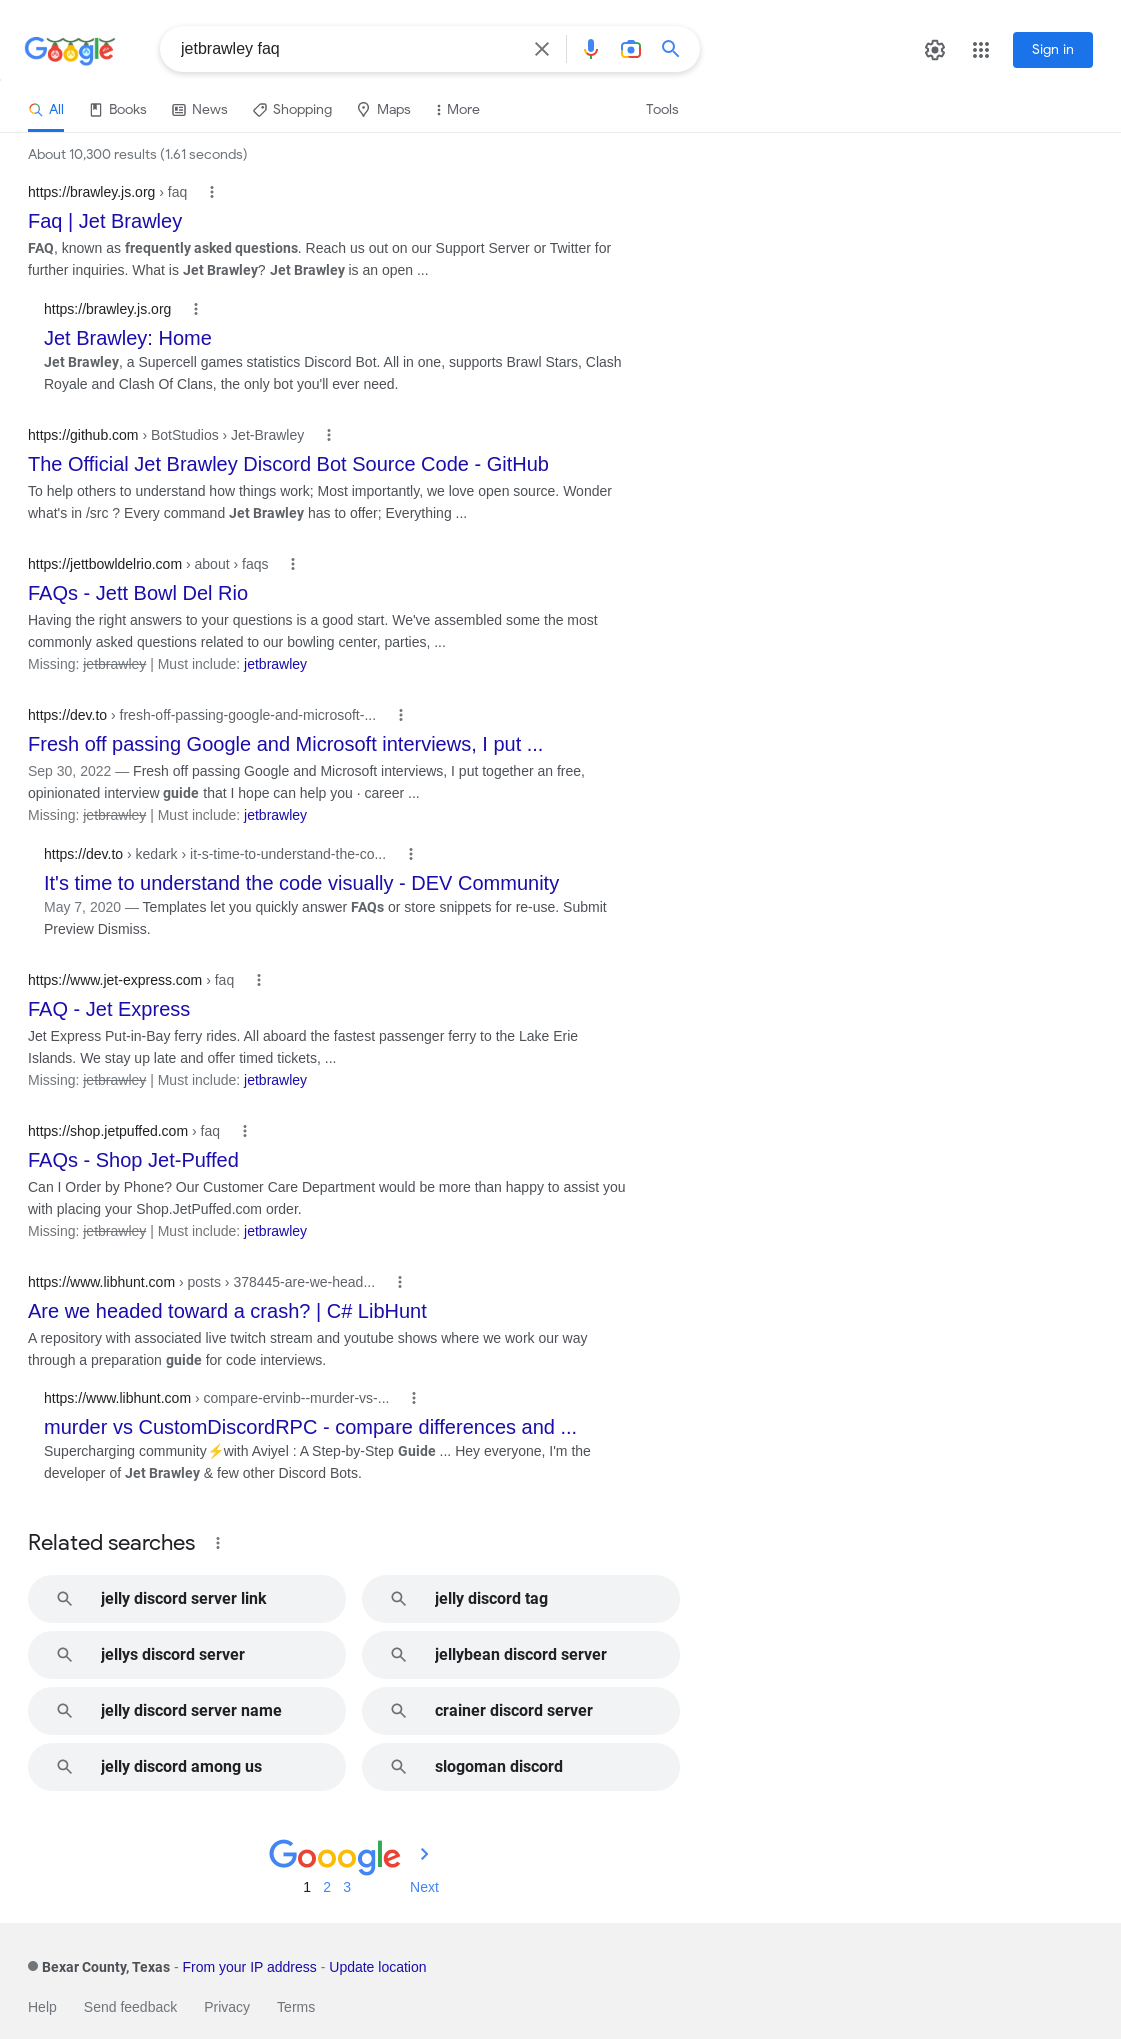 Google
jetbrawley faq
Sign in
All
Books
News
Shopping
Maps
More
Tools
About 10,300 results (1.61 seconds)
https://brawley.js.org › faq
Faq | Jet Brawley
FAQ, known as frequently asked questions. Reach us out on our Support Server or Twitter for
further inquiries. What is Jet Brawley? Jet Brawley is an open ...
https://brawley.js.org
Jet Brawley: Home
Jet Brawley, a Supercell games statistics Discord Bot. All in one, supports Brawl Stars, Clash
Royale and Clash Of Clans, the only bot you'll ever need.
https://github.com › BotStudios › Jet-Brawley
The Official Jet Brawley Discord Bot Source Code - GitHub
To help others to understand how things work; Most importantly, we love open source. Wonder
what's in /src ? Every command Jet Brawley has to offer; Everything ...
https://jettbowldelrio.com › about › faqs
FAQs - Jett Bowl Del Rio
Having the right answers to your questions is a good start. We've assembled some the most
commonly asked questions related to our bowling center, parties, ...
Missing: jetbrawley | Must include: jetbrawley
https://dev.to › fresh-off-passing-google-and-microsoft-...
Fresh off passing Google and Microsoft interviews, I put ...
Sep 30, 2022 — Fresh off passing Google and Microsoft interviews, I put together an free,
opinionated interview guide that I hope can help you · career ...
Missing: jetbrawley | Must include: jetbrawley
https://dev.to › kedark › it-s-time-to-understand-the-co...
It's time to understand the code visually - DEV Community
May 7, 2020 — Templates let you quickly answer FAQs or store snippets for re-use. Submit
Preview Dismiss.
https://www.jet-express.com › faq
FAQ - Jet Express
Jet Express Put-in-Bay ferry rides. All aboard the fastest passenger ferry to the Lake Erie
Islands. We stay up late and offer timed tickets, ...
Missing: jetbrawley | Must include: jetbrawley
https://shop.jetpuffed.com › faq
FAQs - Shop Jet-Puffed
Can I Order by Phone? Our Customer Care Department would be more than happy to assist you
with placing your Shop.JetPuffed.com order.
Missing: jetbrawley | Must include: jetbrawley
https://www.libhunt.com › posts › 378445-are-we-head...
Are we headed toward a crash? | C# LibHunt
A repository with associated live twitch stream and youtube shows where we work our way
through a preparation guide for code interviews.
https://www.libhunt.com › compare-ervinb--murder-vs-...
murder vs CustomDiscordRPC - compare differences and ...
Supercharging community⚡with Aviyel : A Step-by-Step Guide ... Hey everyone, I'm the
developer of Jet Brawley & few other Discord Bots.
Related searches
jelly discord server link
jelly discord tag
jellys discord server
jellybean discord server
jelly discord server name
crainer discord server
jelly discord among us
slogoman discord
Gooogle
1 2 3 Next
Bexar County, Texas - From your IP address - Update location
Help Send feedback Privacy Terms